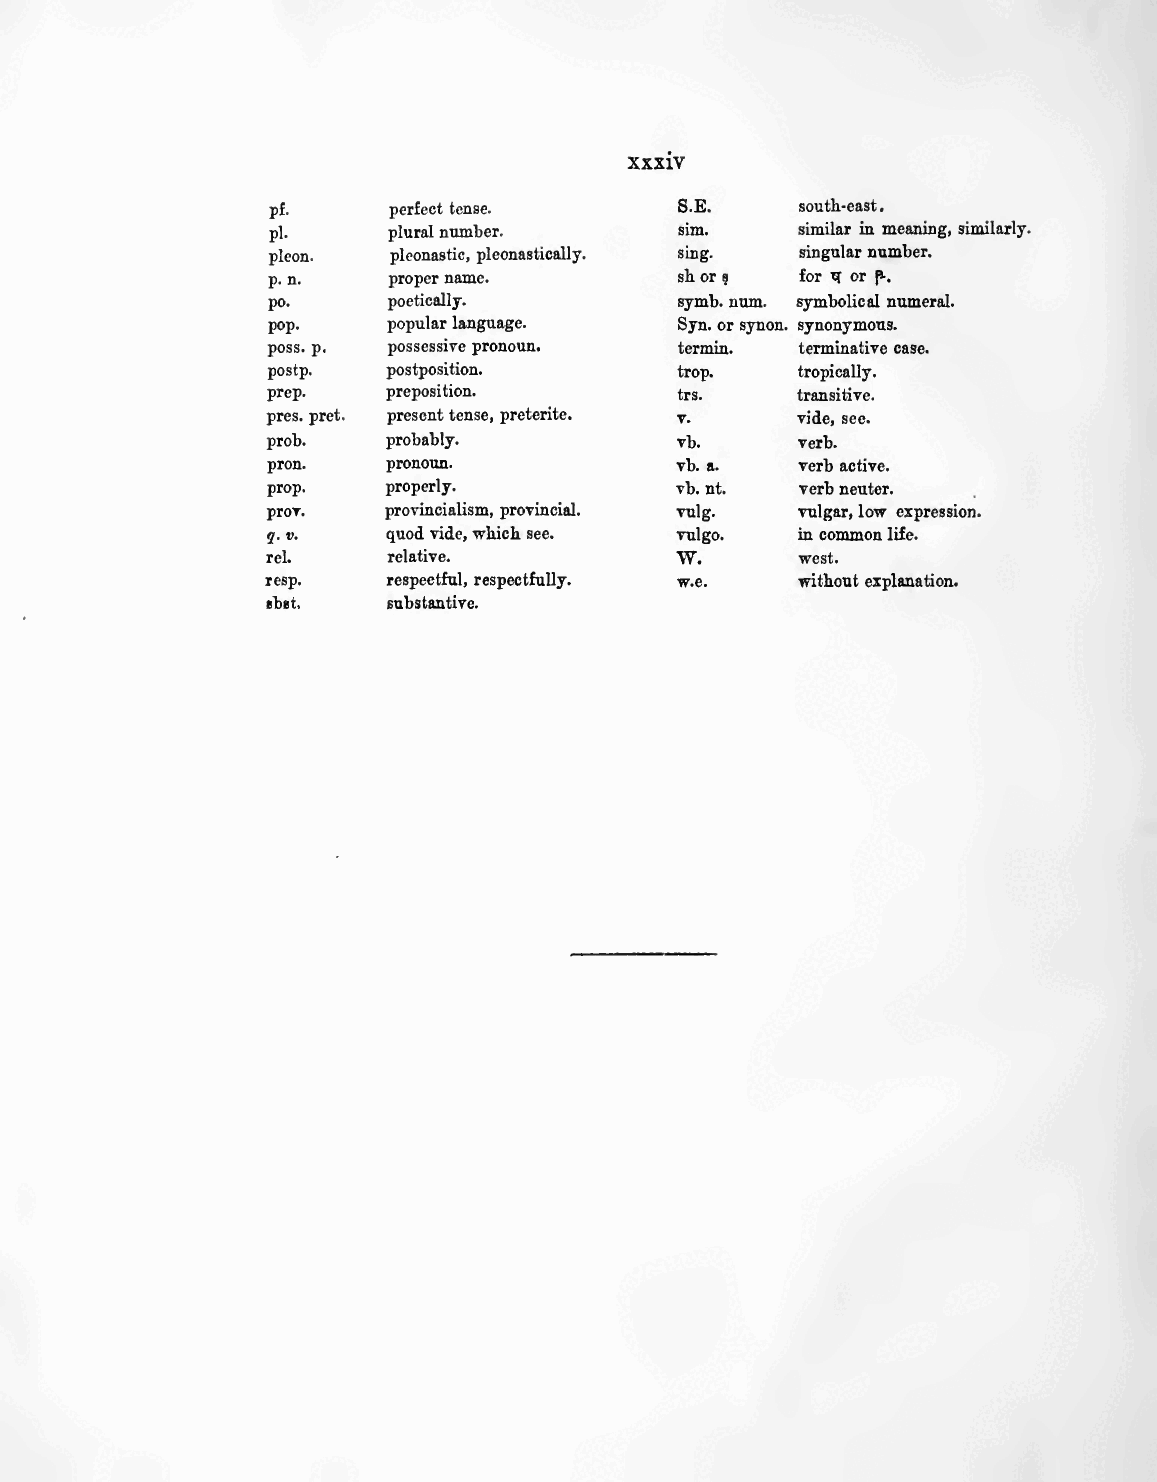 xxxiv
pf. perfect tense.
pl. plural number.
pleon. pleonastic, pleonastically.
p. n. proper name.
po. poetically.
pop. popular language.
poss. p. possessive pronoun.
postp. postposition.
prep. preposition.
pres. pret. present tense, preterite.
prob. probably.
pron. pronoun.
prop. properly.
prov. provincialism, provincial.
q. v. quod vide, which see.
rel. relative.
resp. respectful, respectfully.
sbst. substantive.
S.E. south-east.
sim. similar in meaning, similarly.
sing. singular number.
sh or for or
symb. num. symbolical numeral.
Syn. or synon. synonymous.
termin. terminative case.
trop. tropically.
trs. transitive.
v. vide, see.
vb. verb.
vb. a. verb active.
vb. nt. verb neuter.
vulg. vulgar, low expression.
vulgo. in common life.
W. west.
w.e. without explanation.